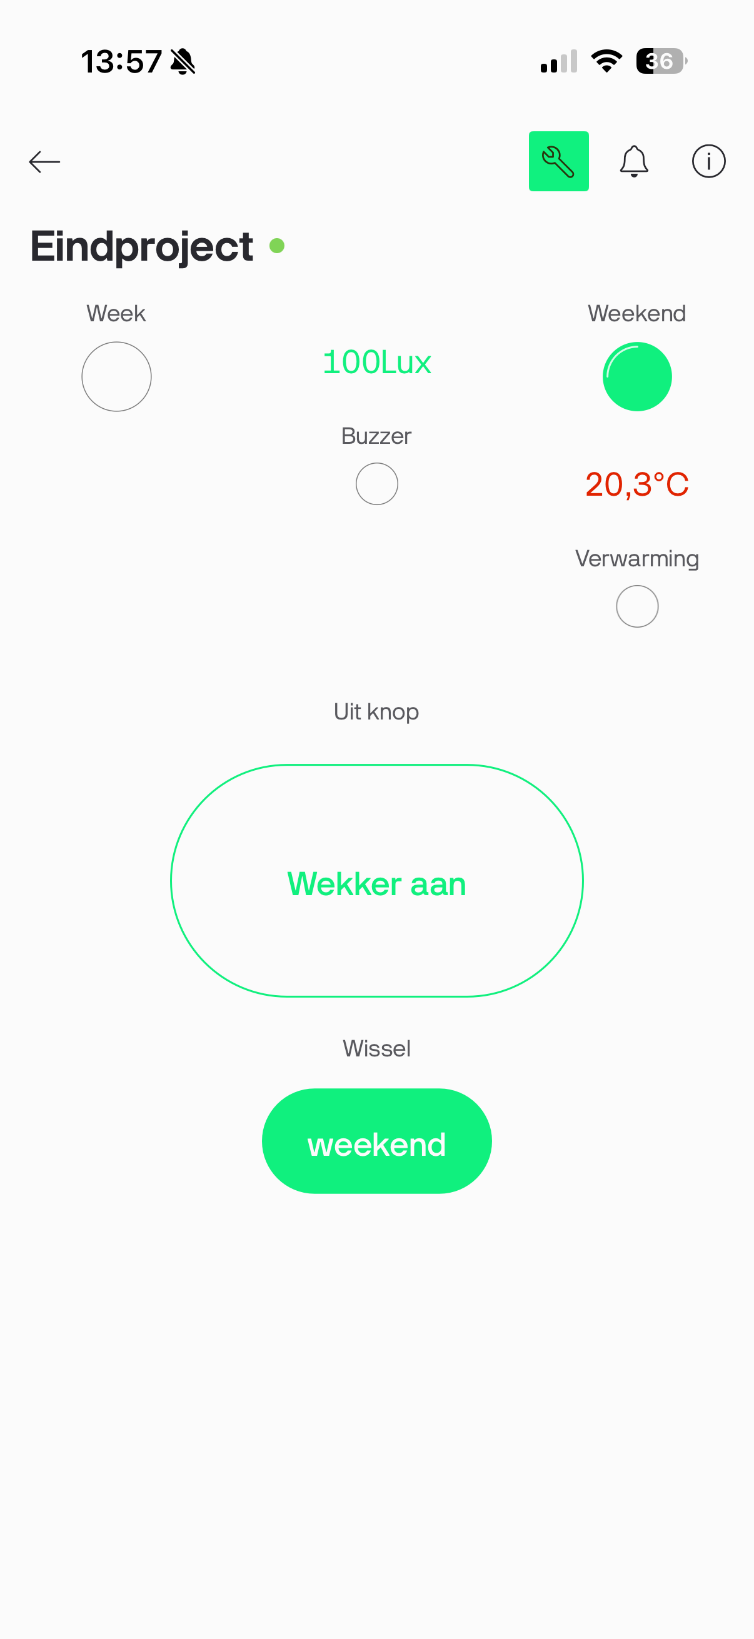 13:57
36
Eindproject
Week
Weekend
100Lux
Buzzer
20,3°C
Verwarming
Uit knop
Wekker aan
Wissel
weekend